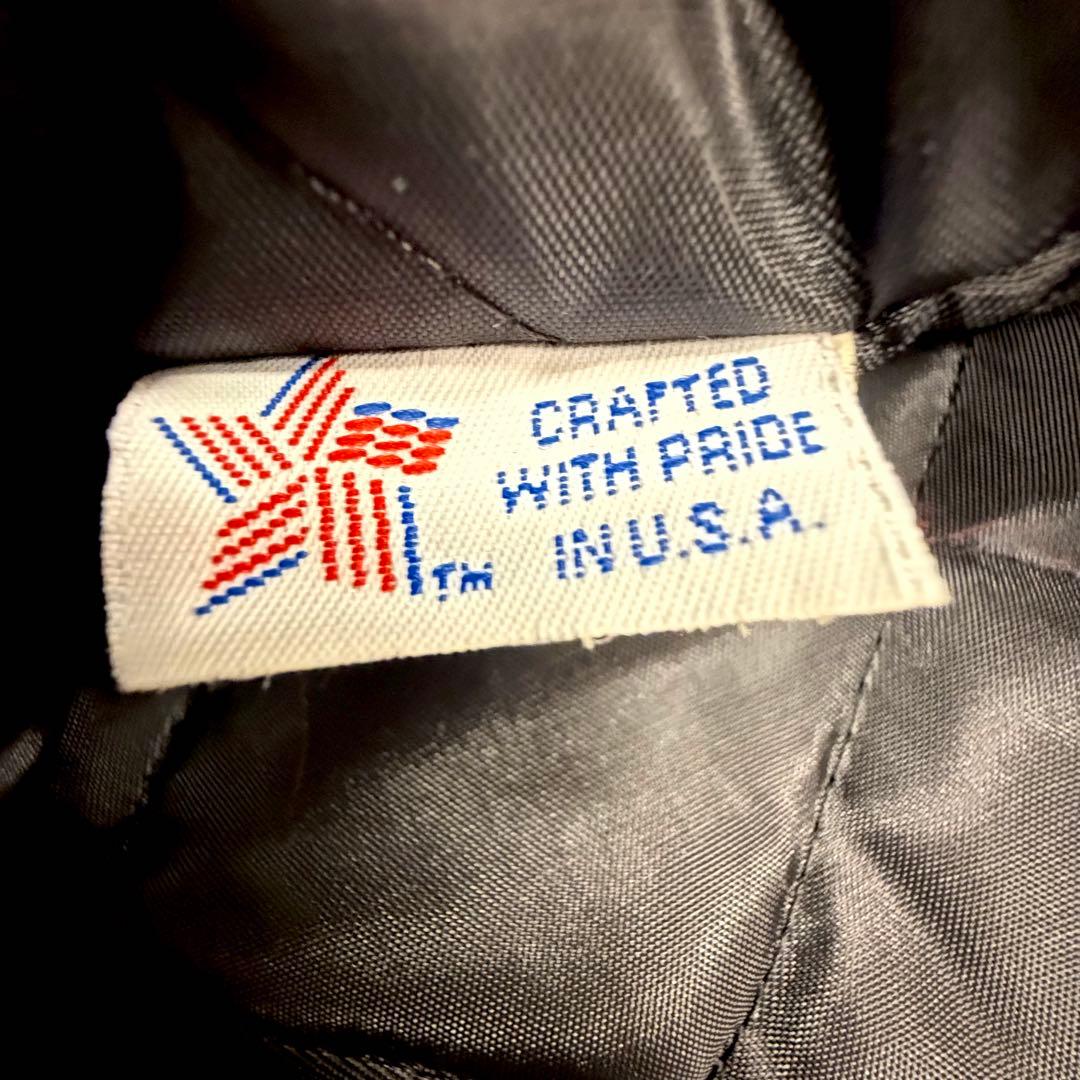 CRAFTED
WITH PRIDE
IN U.S.A.
TM